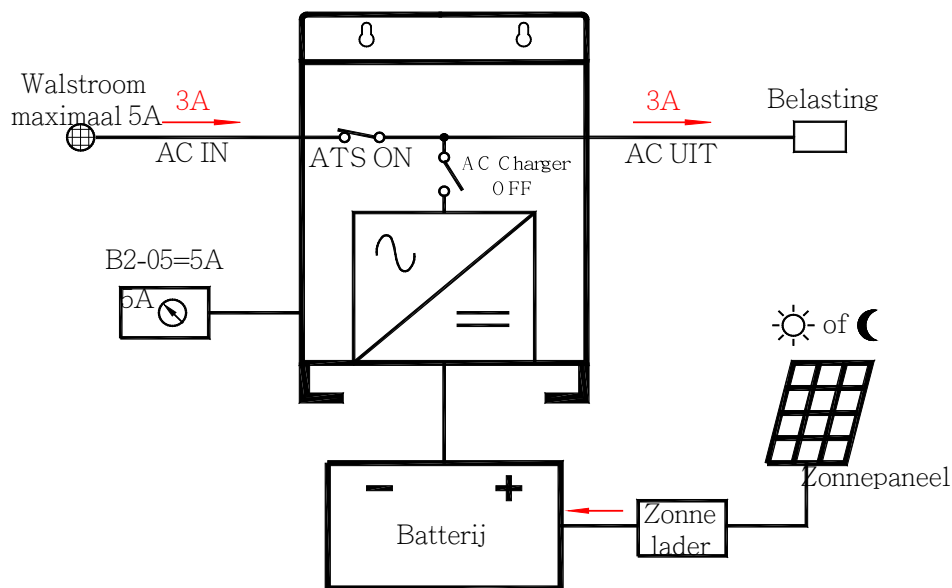 Walstroom
maximaal 5A
3A
AC IN
ATS ON
AC Charger
OFF
3A
AC UIT
Belasting
B2-05=5A
5A
of
Zonnepaneel
Batterij
Zonne
lader